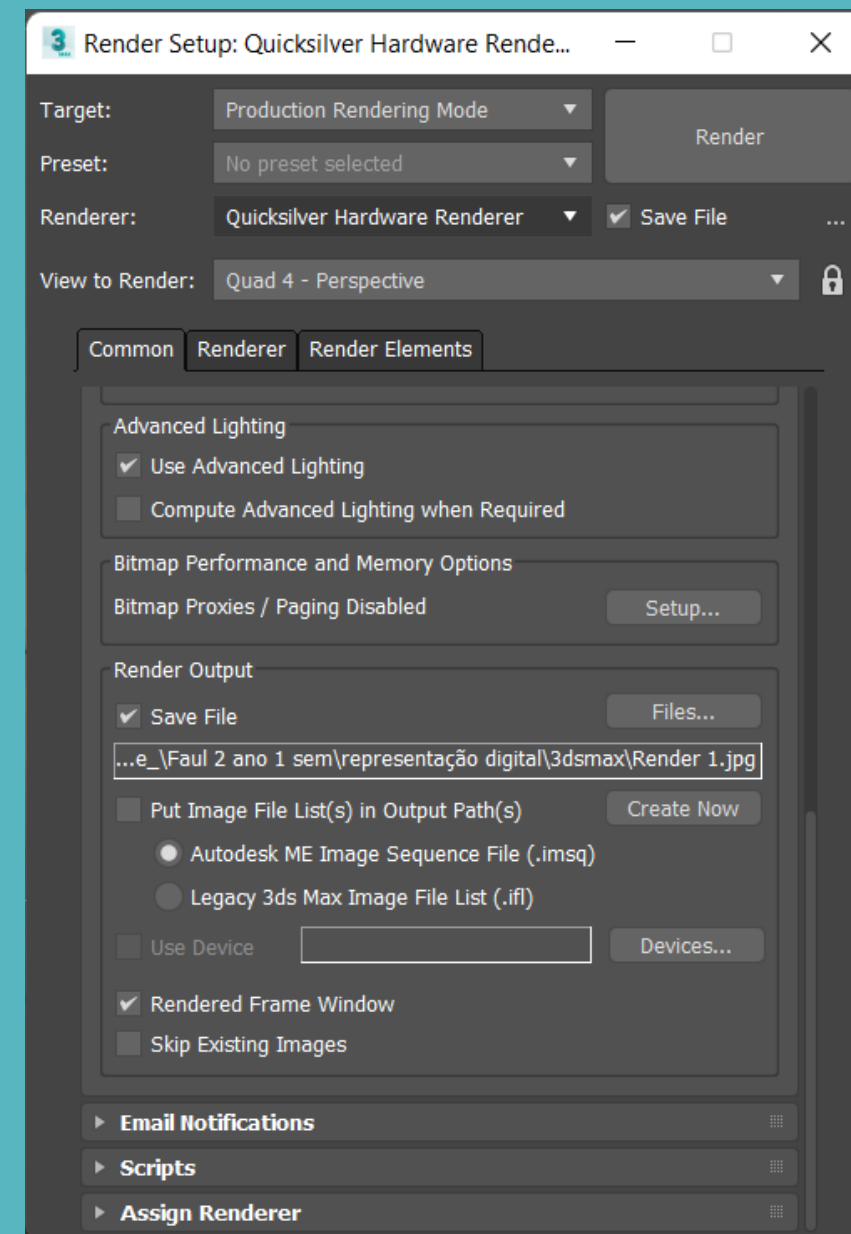 3 Render Setup: Quicksilver Hardware Rende...
Target: Production Rendering Mode
Render
Preset: No preset selected
Renderer: Quicksilver Hardware Renderer Save File ...
View to Render: Quad 4 - Perspective
Common Renderer Render Elements
Advanced Lighting
Use Advanced Lighting
Compute Advanced Lighting when Required
Bitmap Performance and Memory Options
Bitmap Proxies / Paging Disabled Setup...
Render Output
Save File Files...
...e_\Faul 2 ano 1 sem\representação digital\3dsmax\Render 1.jpg
Put Image File List(s) in Output Path(s) Create Now
Autodesk ME Image Sequence File (.imsq)
Legacy 3ds Max Image File List (.ifl)
Use Device Devices...
Rendered Frame Window
Skip Existing Images
Email Notifications
Scripts
Assign Renderer